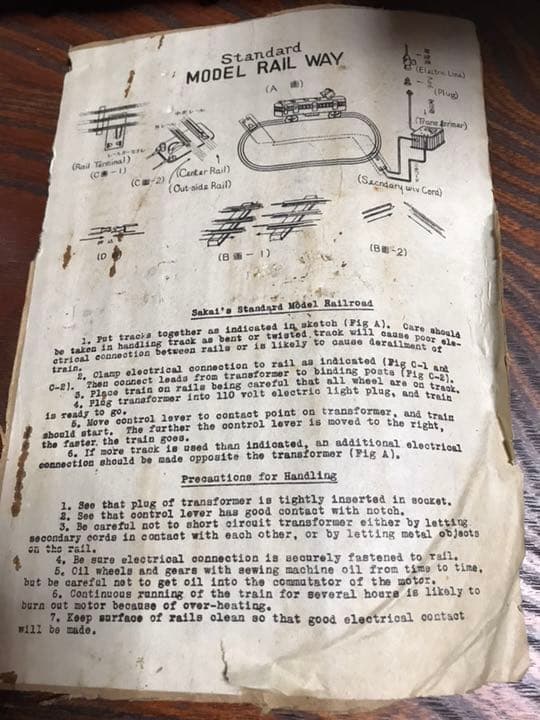 Standard
MODEL RAIL WAY
(A 圖)
(Electric Line)
(Plug)
(Transformer)
(Rail Terminal)
(C圖-1)
(C圖-2)
(Center Rail)
(Out-side Rail)
(Secndary wiv Cord)
(D
(B圖-1)
(B圖-2)
Sakai's Standard Model Railroad
1. Put tracks together as indicated in sketch (Fig A). Care should
be taken in handling track as bent or twisted track will cause poor ele-
ctrical connection between rails or is likely to cause derailment of
train.
2. Clamp electrical connection to rail as indicated (Fig C-1 and
C-2). Then connect leads from transformer to binding posts (Fig C-2).
3. Place train on rails being careful that all wheel are on track.
4. Plug transformer into 110 volt electric light plug, and train
is ready to go.
5. Move control lever to contact point on transformer, and train
should start. The further the control lever is moved to the right,
the faster the train goes.
6. If more track is used than indicated, an additional electrical
connection should be made opposite the transformer (Fig A).
Precautions for Handling
1. See that plug of transformer is tightly inserted in socket.
2. See that control lever has good contact with notch.
3. Be careful not to short circuit transformer either by letting
secondary cords in contact with each other, or by letting metal objects
on the rail.
4. Be sure electrical connection is securely fastened to rail.
5. Oil wheels and gears with sewing machine oil from time to time,
but be careful not to get oil into the commutator of the motor.
6. Continuous running of the train for several hours is likely to
burn out motor because of over-heating.
7. Keep surface of rails clean so that good electrical contact
will be made.